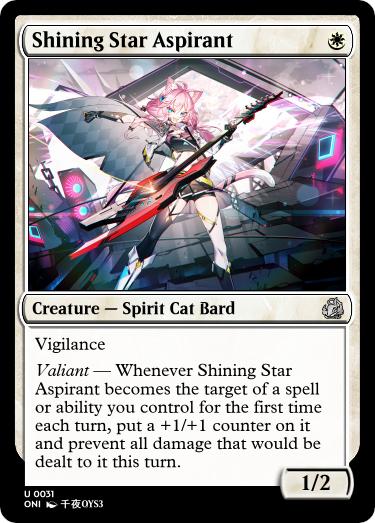 Shining Star Aspirant
Creature — Spirit Cat Bard
Vigilance
Valiant — Whenever Shining Star
Aspirant becomes the target of a spell
or ability you control for the first time
each turn, put a +1/+1 counter on it
and prevent all damage that would be
dealt to it this turn.
1/2
U 0031
ONI 千夜OYS3